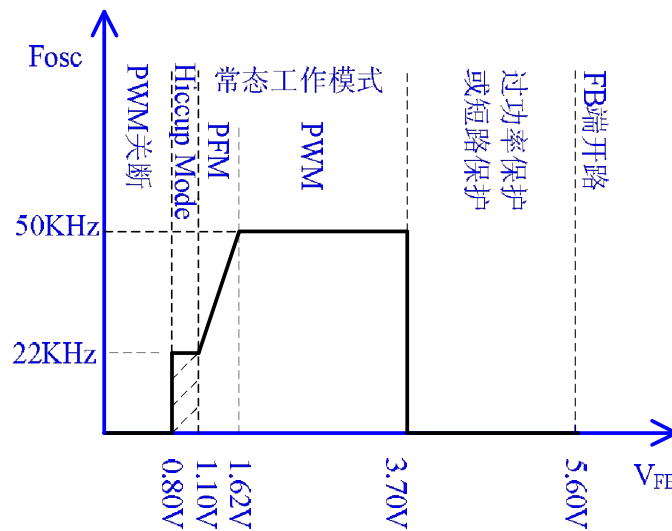 Fosc
PWM关断
Hiccup Mode
常态工作模式
PFM
PWM
过功率保护
或短路保护
FB端开路
50KHz
22KHz
0.80V
1.10V
1.62V
3.70V
5.60V
V